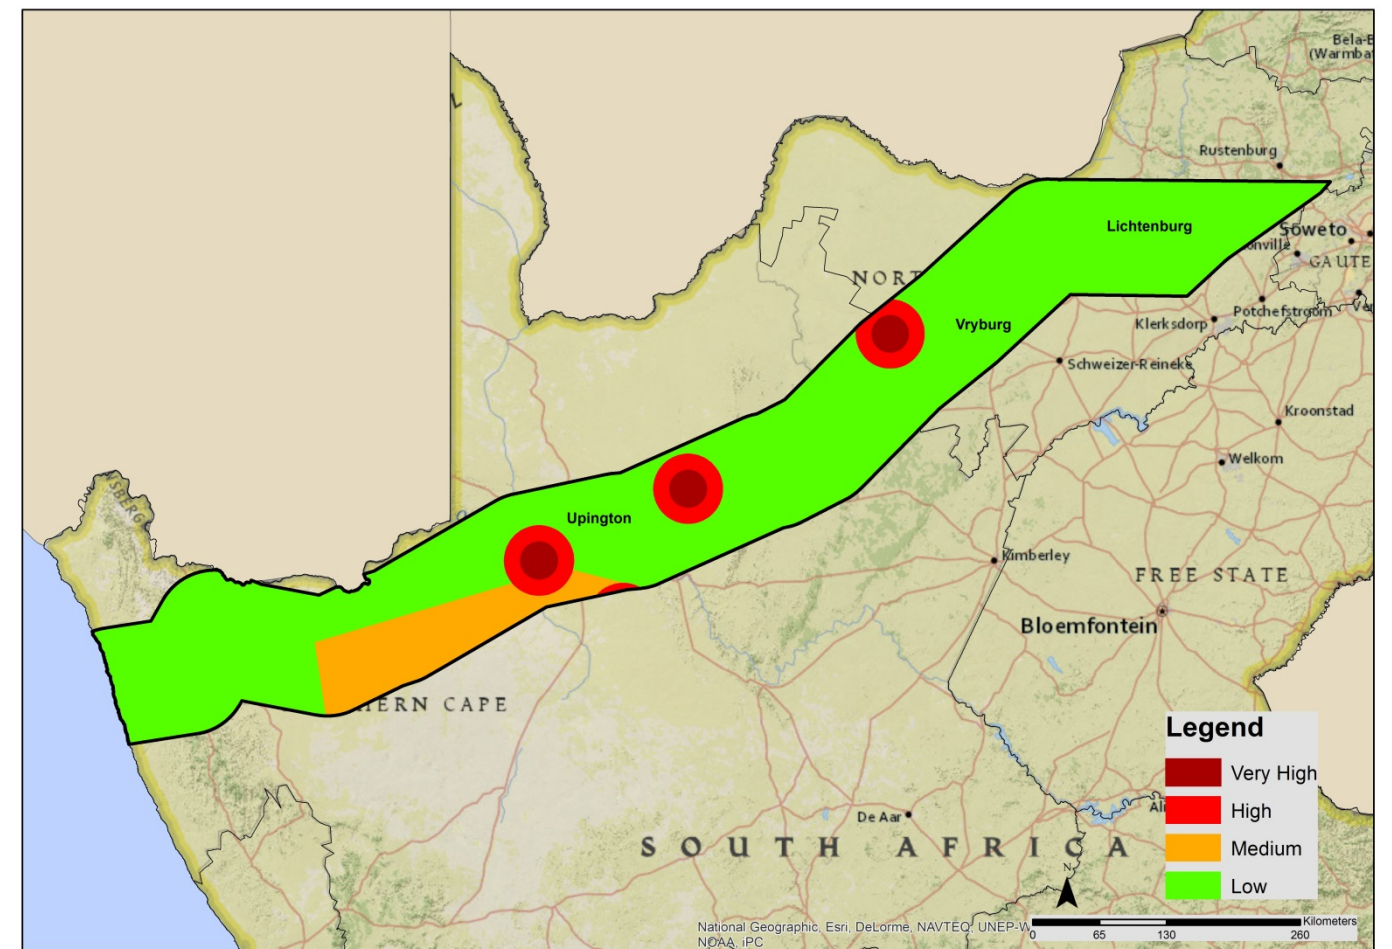 Bela-B
(Warmba
Rustenburg
Lichtenburg
Soweto
onville
GAUTE
NORT
Potchefstroom
Ver
Vryburg
Klerksdorp
Schweizer-Reineke
Kroonstad
Welkom
Upington
Kimberley
FREE STATE
Bloemfontein
HERN CAPE
Legend
Very High
High
Medium
Low
De Aar
Ali
SOUTH AFRICA
N
National Geographic, Esri, DeLorme, NAVTEQ, UNEP-W
NOAA, iPC
Kilometers
0 65 130 260